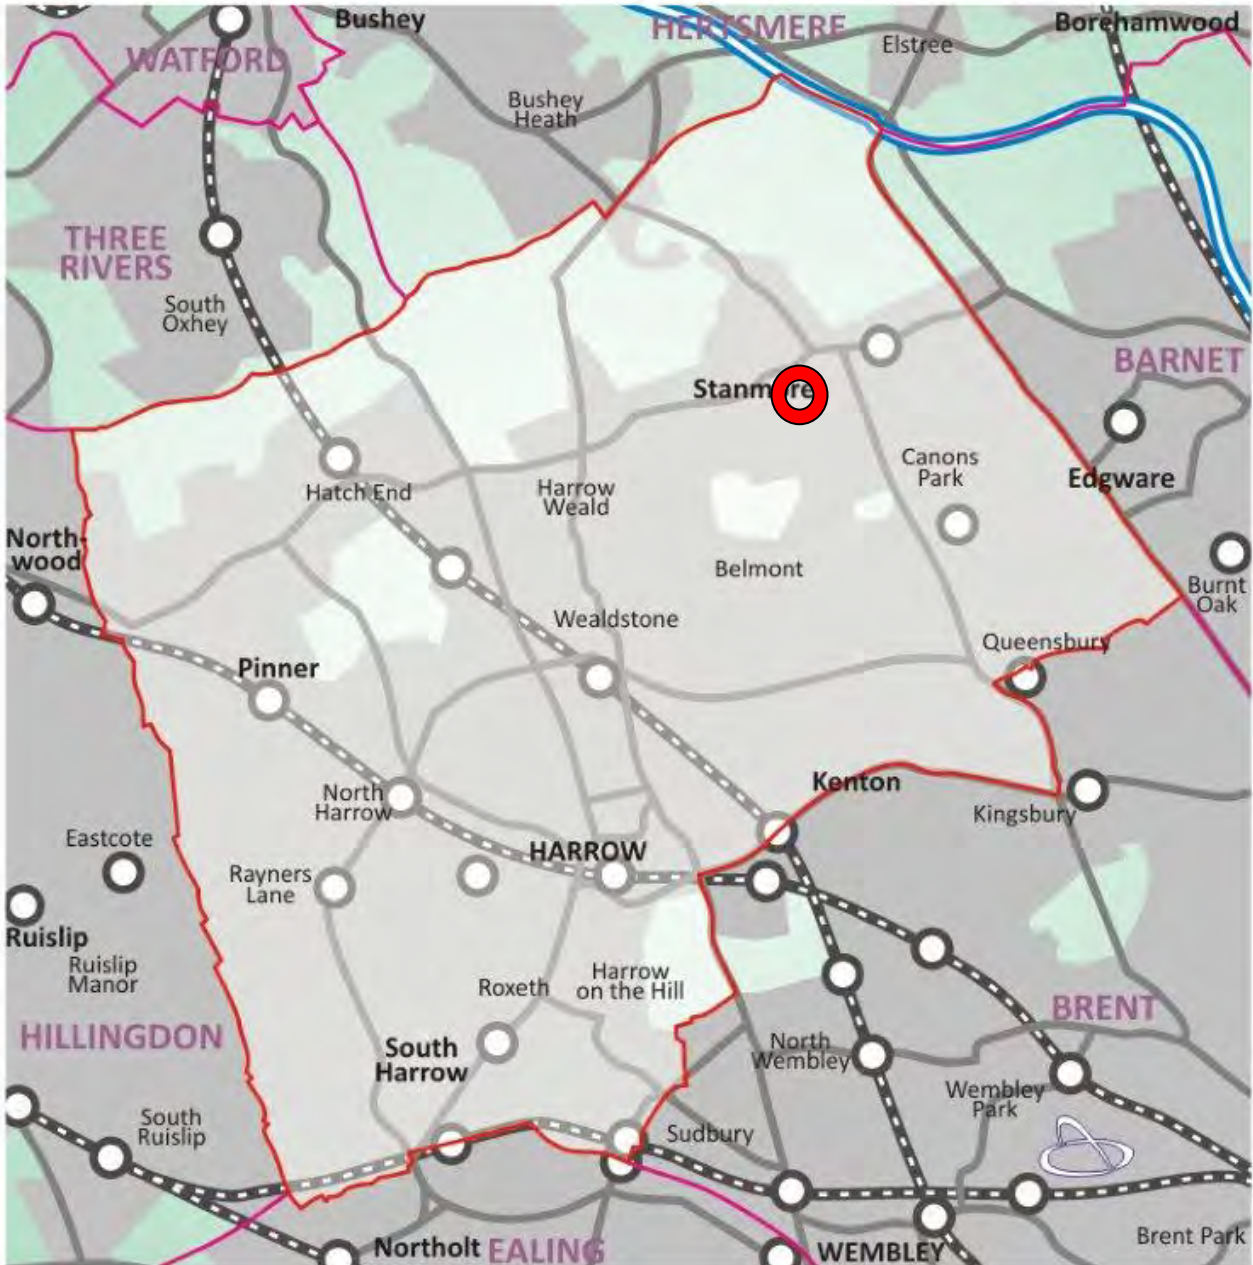 Bushey
HERTSMERE
Borehamwood
Elstree
WATFORD
Bushey
Heath
THREE
RIVERS
South
Oxhey
BARNET
Stanmore
Edgware
Canons
Park
Hatch End
Harrow
Weald
North-
wood
Belmont
Burnt
Oak
Wealdstone
Queensbury
Pinner
Kenton
North
Harrow
Kingsbury
Eastcote
HARROW
Rayners
Lane
Ruislip
Ruislip
Manor
Harrow
on the Hill
Roxeth
BRENT
HILLINGDON
South
Harrow
North
Wembley
Wembley
Park
South
Ruislip
Sudbury
Northolt
EALING
WEMBLEY
Brent Park